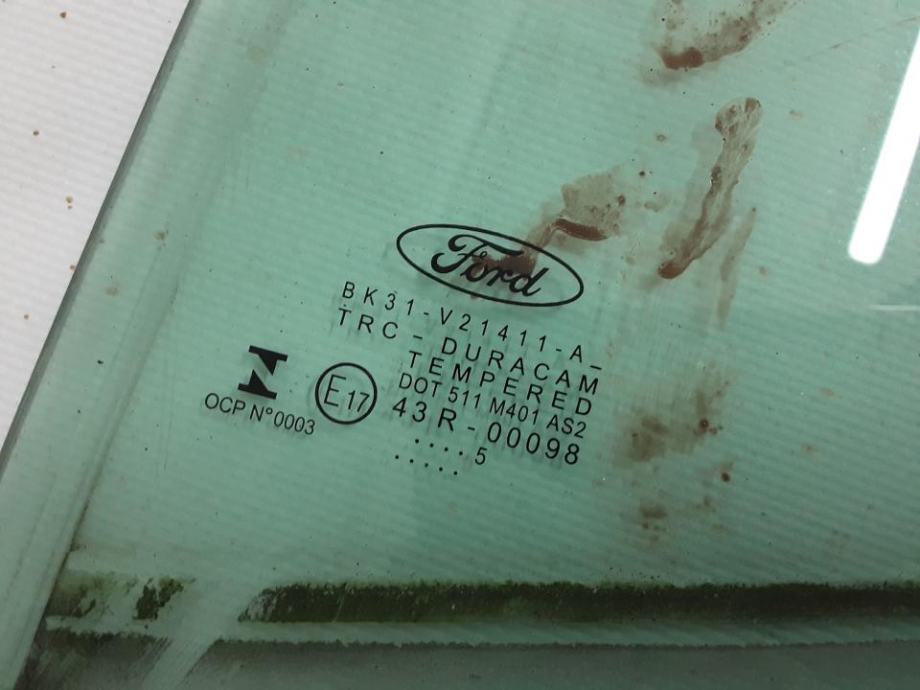 Ford
BK31-V21411-A-
TRC - DURACAM
TEMPERED
DOT 511 M401 AS2
43R-00098
.... 5
.....
E17
OCP N°0003